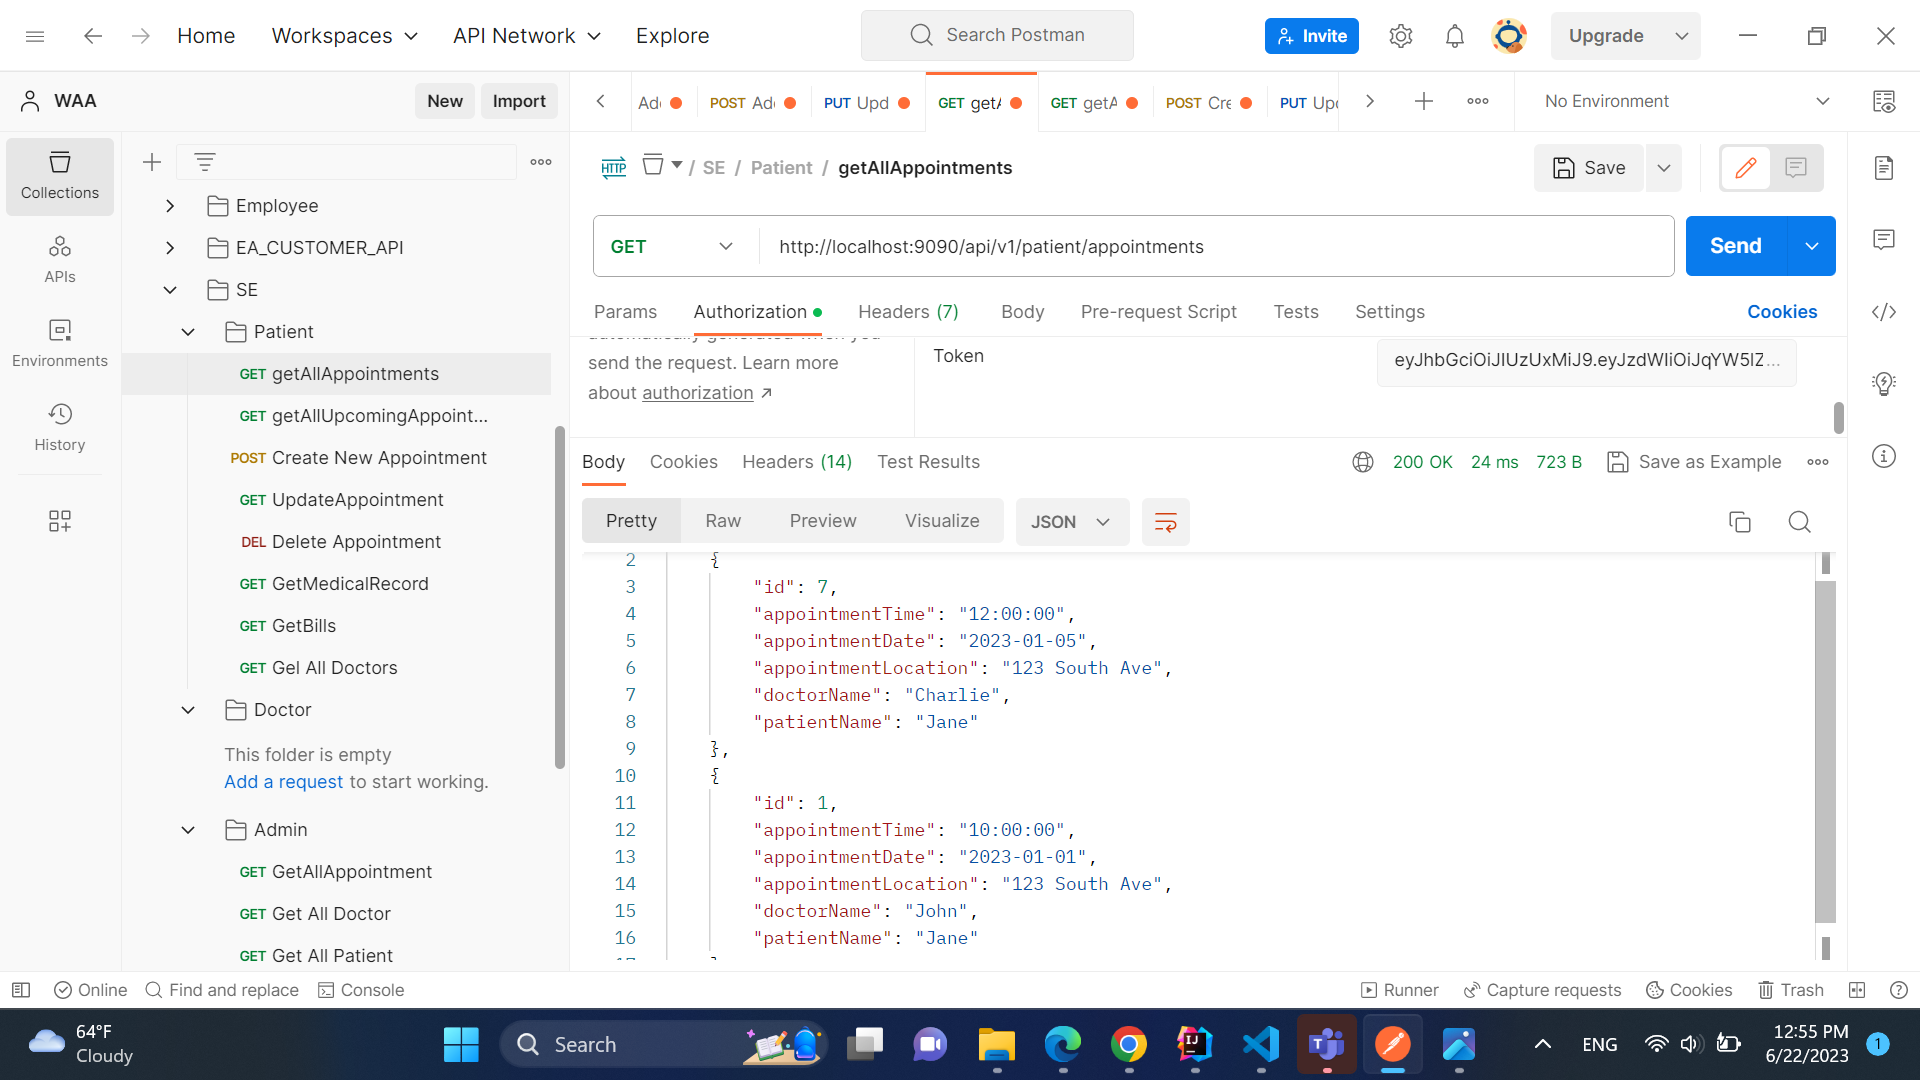 Home Workspaces API Network Explore Search Postman Invite Upgrade
WAA New Import
POST PUT Upd GET GET POST PUT No Environment
Collections
APIs
Environments
History
Employee
EA_CUSTOMER_API
SE
Patient
GET getAllAppointments
GET getAllUpcomingAppoint...
POST Create New Appointment
GET UpdateAppointment
DEL Delete Appointment
GET GetMedicalRecord
GET GetBills
GET Gel All Doctors
Doctor
This folder is empty
Add a request to start working.
Admin
GET GetAllAppointment
GET Get All Doctor
GET Get All Patient
HTTP / SE / Patient / getAllAppointments Save
GET http://localhost:9090/api/v1/patient/appointments Send
Params Authorization Headers (7) Body Pre-request Script Tests Settings Cookies
automatically generated when you
send the request. Learn more
about authorization ↗
Token eyJhbGciOiJIUzUxMiJ9.eyJzdWIiOiJqYW5lZ...
Body Cookies Headers (14) Test Results 200 OK 24 ms 723 B Save as Example
Pretty Raw Preview Visualize JSON
2 {
3 "id": 7,
4 "appointmentTime": "12:00:00",
5 "appointmentDate": "2023-01-05",
6 "appointmentLocation": "123 South Ave",
7 "doctorName": "Charlie",
8 "patientName": "Jane"
9 },
10 {
11 "id": 1,
12 "appointmentTime": "10:00:00",
13 "appointmentDate": "2023-01-01",
14 "appointmentLocation": "123 South Ave",
15 "doctorName": "John",
16 "patientName": "Jane"
Online Find and replace Console Runner Capture requests Cookies Trash
64°F
Cloudy
Search
ENG
12:55 PM
6/22/2023
1